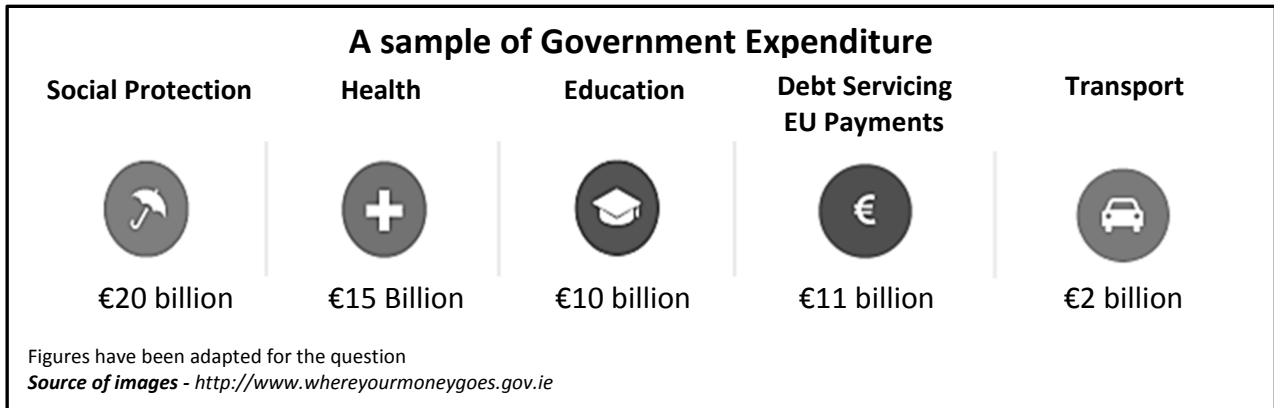 A sample of Government Expenditure
Social Protection
Health
Education
Debt Servicing
EU Payments
Transport
€
€20 billion
€15 Billion
€10 billion
€11 billion
€2 billion
Figures have been adapted for the question
Source of images - http://www.whereyourmoneygoes.gov.ie